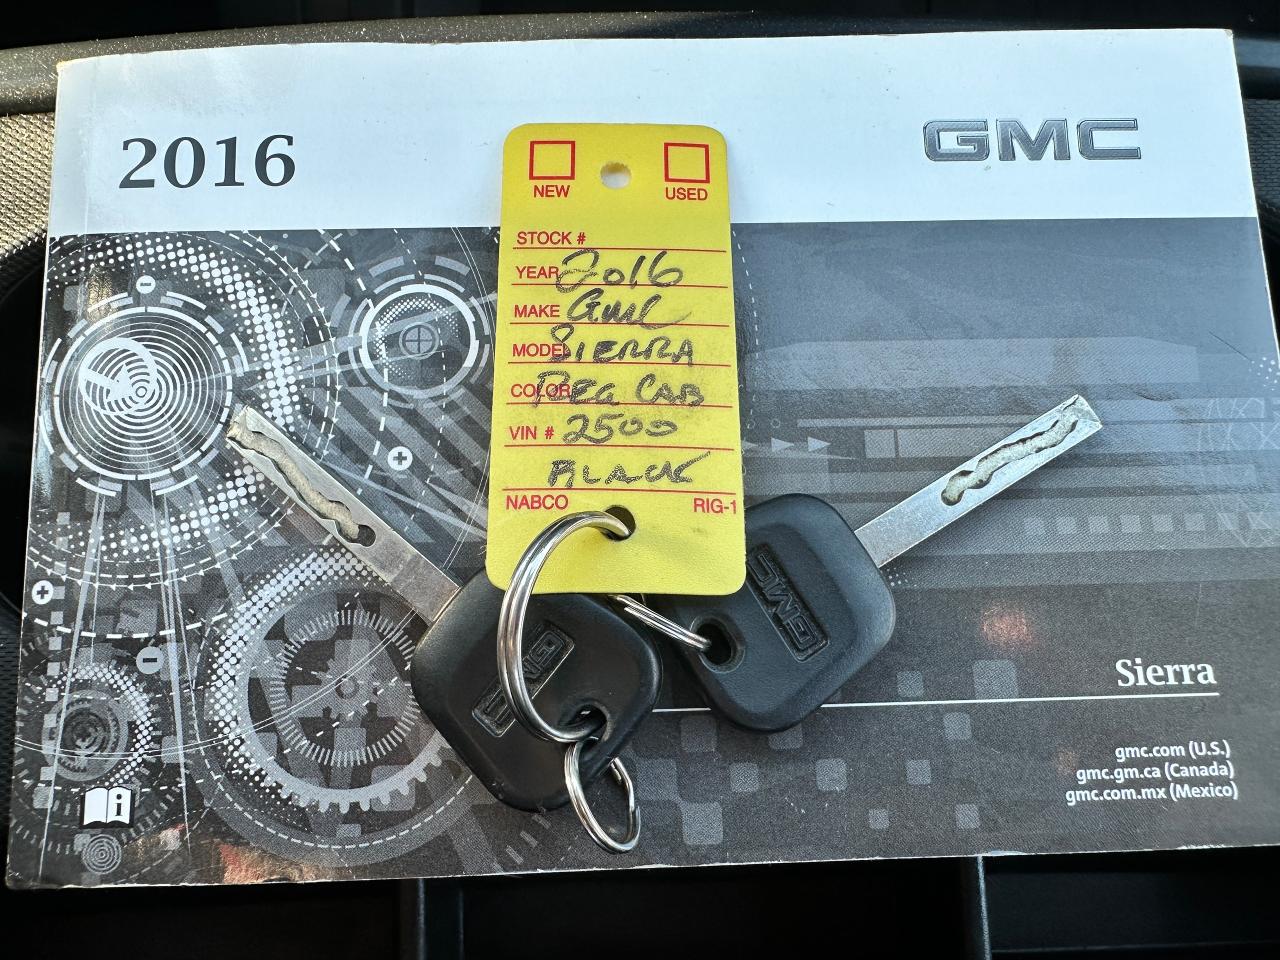 2016
GMC
NEW
USED
STOCK #
YEAR 2016
MAKE GMC
MODEL SIERRA
COLOR REG CAB
VIN # 2500
BLACK
NABCO RIG-1
GMC
GMC
Sierra
gmc.com (U.S.)
gmc.gm.ca (Canada)
gmc.com.mx (Mexico)
i